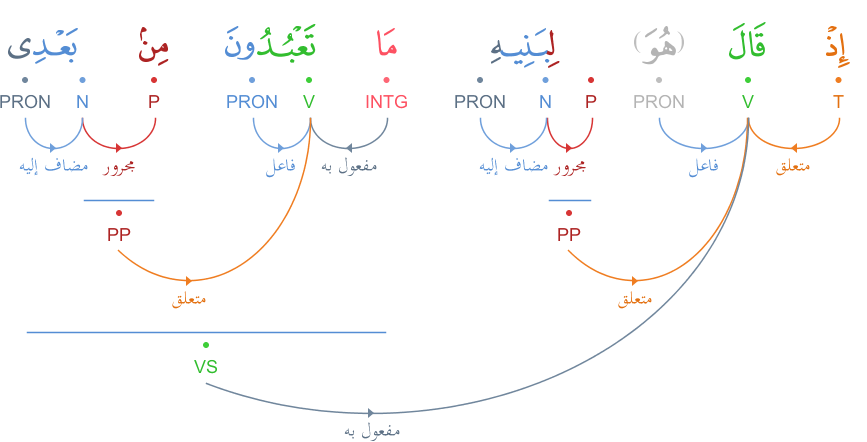 إِذْ قَالَ (هُوَ) لِبَنِيهِ مَا تَعْبُدُونَ مِنۢ بَعْدِى
T V PRON P N PRON INTG V PRON P N PRON
متعلق فاعل مجرور مضاف إليه مفعول به فاعل مجرور مضاف إليه
PP PP
متعلق متعلق
VS
مفعول به